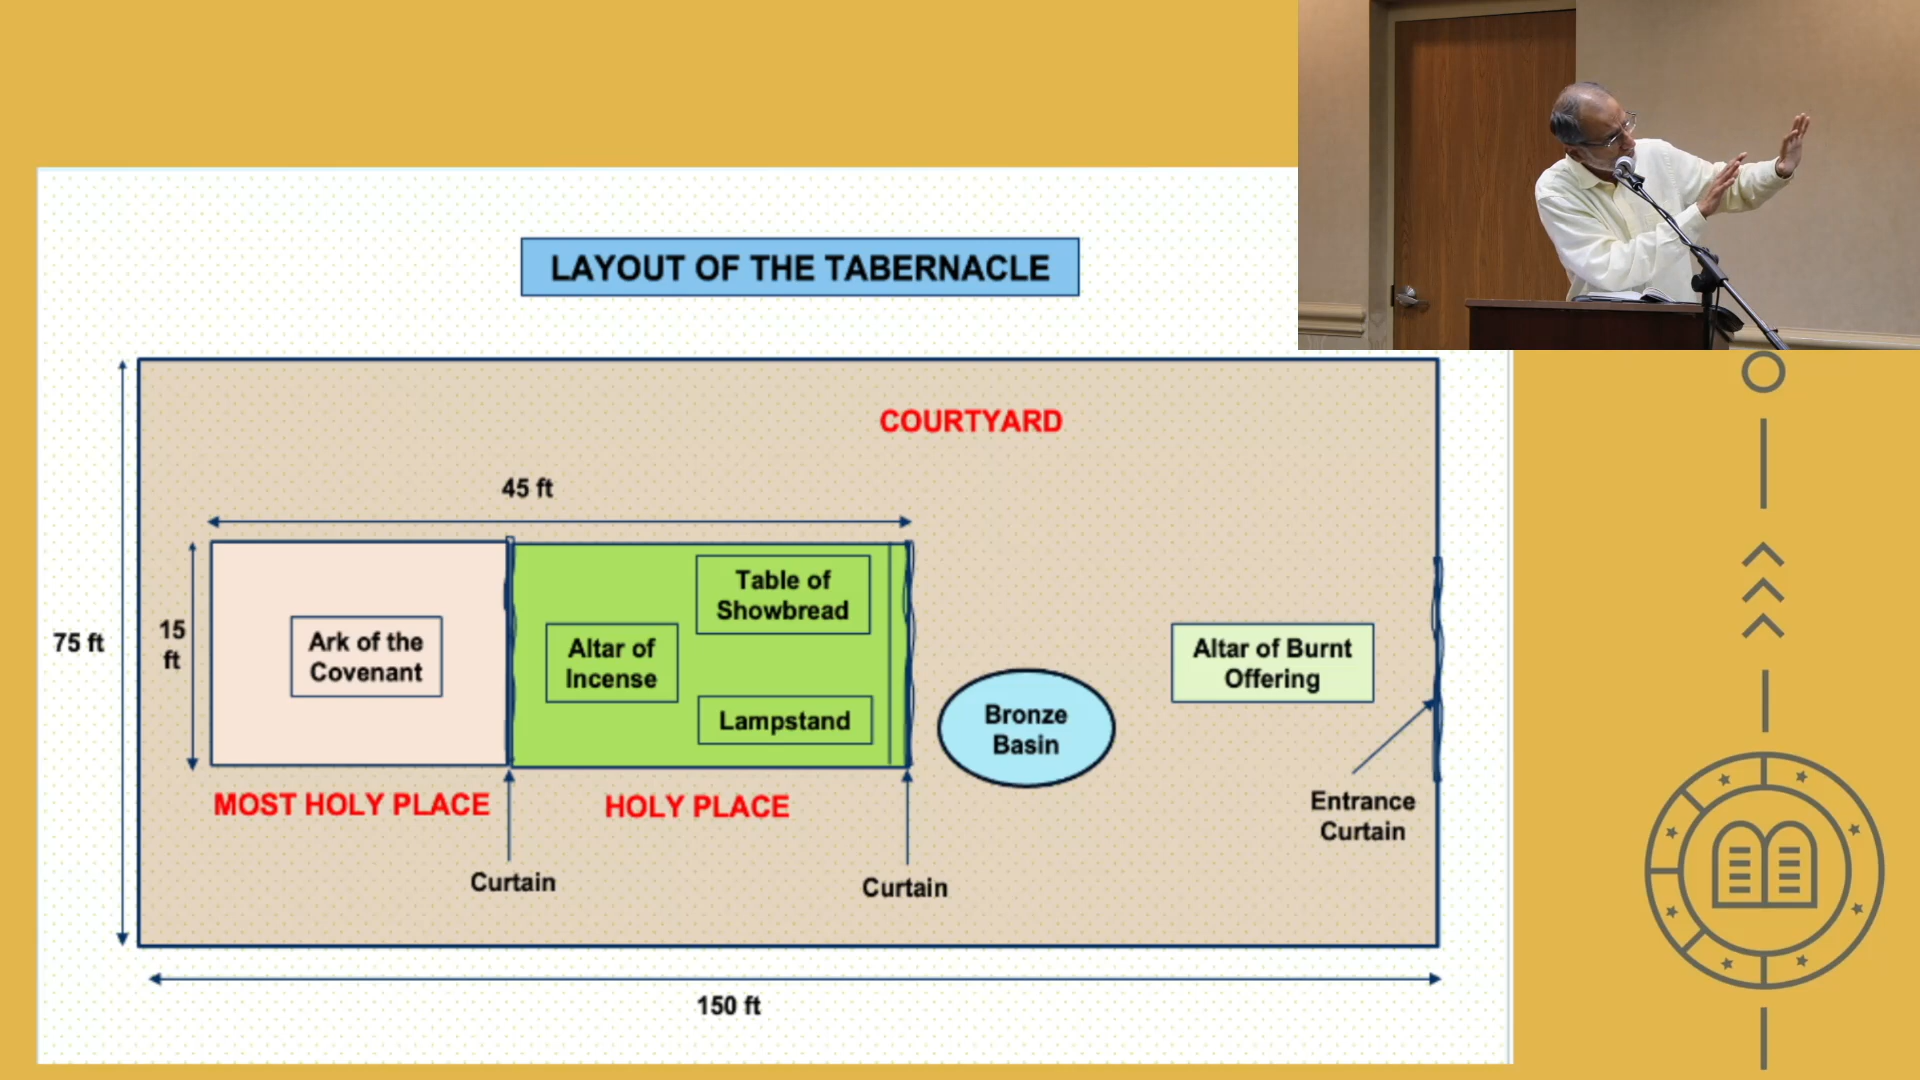 LAYOUT OF THE TABERNACLE
COURTYARD
45 ft
75 ft
15
ft
Ark of the
Covenant
Altar of
Incense
Table of
Showbread
Lampstand
Bronze
Basin
Altar of Burnt
Offering
MOST HOLY PLACE
HOLY PLACE
Entrance
Curtain
Curtain
Curtain
150 ft